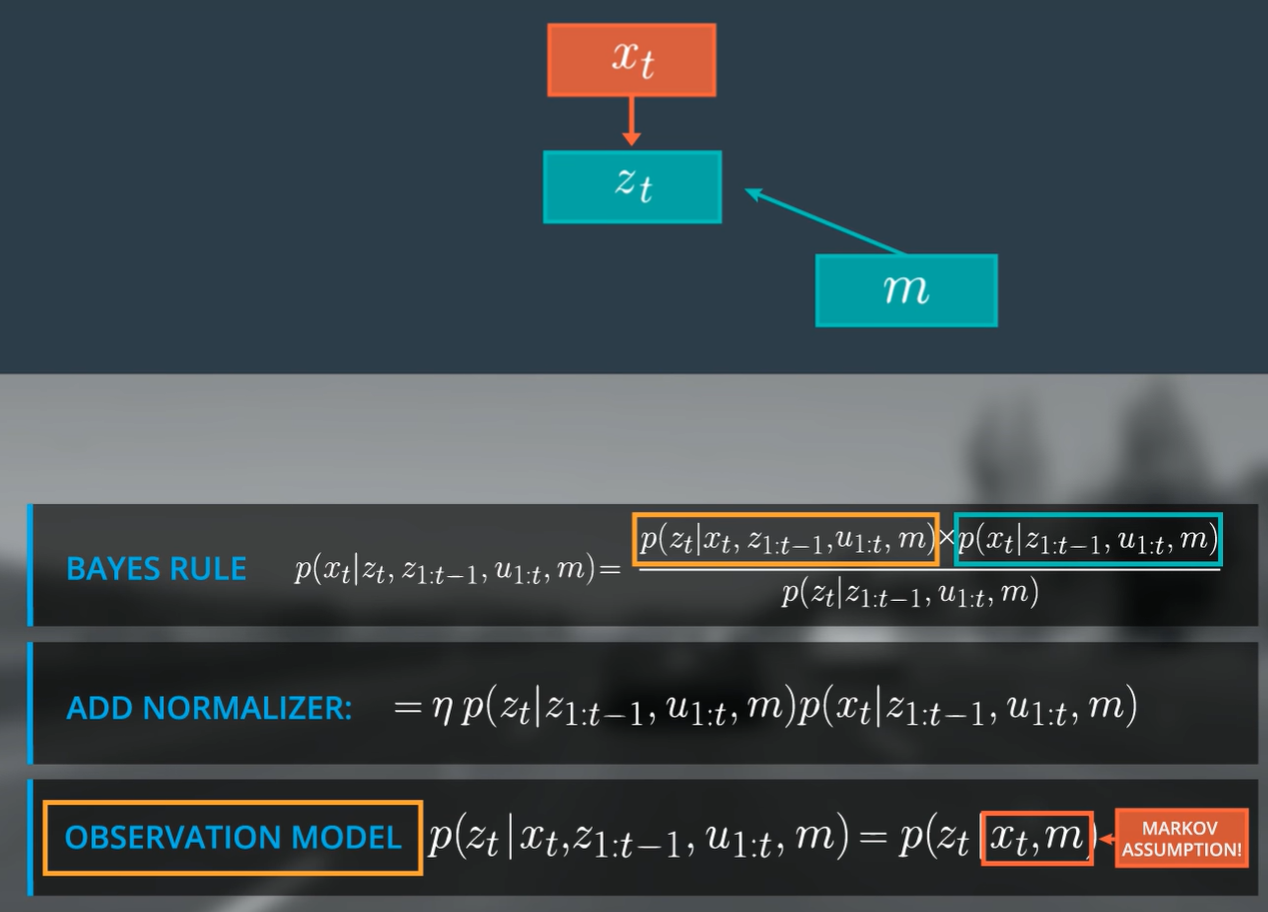 x_t
z_t
m
BAYES RULE p(x_t|z_t, z_{1:t−1}, u_{1:t}, m) = \frac{p(z_t|x_t, z_{1:t−1}, u_{1:t}, m) × p(x_t|z_{1:t−1}, u_{1:t}, m)}{p(z_t|z_{1:t−1}, u_{1:t}, m)}
ADD NORMALIZER: = η p(z_t|z_{1:t−1}, u_{1:t}, m)p(x_t|z_{1:t−1}, u_{1:t}, m)
OBSERVATION MODEL p(z_t|x_t, z_{1:t−1}, u_{1:t}, m) = p(z_t|x_t, m)
MARKOV
ASSUMPTION!